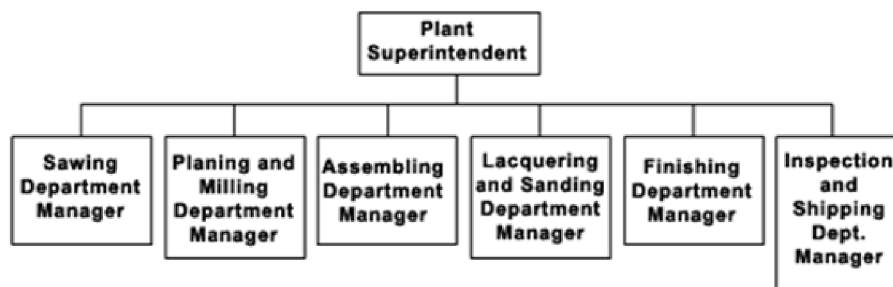 Plant
Superintendent
Sawing
Department
Manager
Planing and
Milling
Department
Manager
Assembling
Department
Manager
Lacquering
and Sanding
Department
Manager
Finishing
Department
Manager
Inspection
and
Shipping
Dept.
Manager